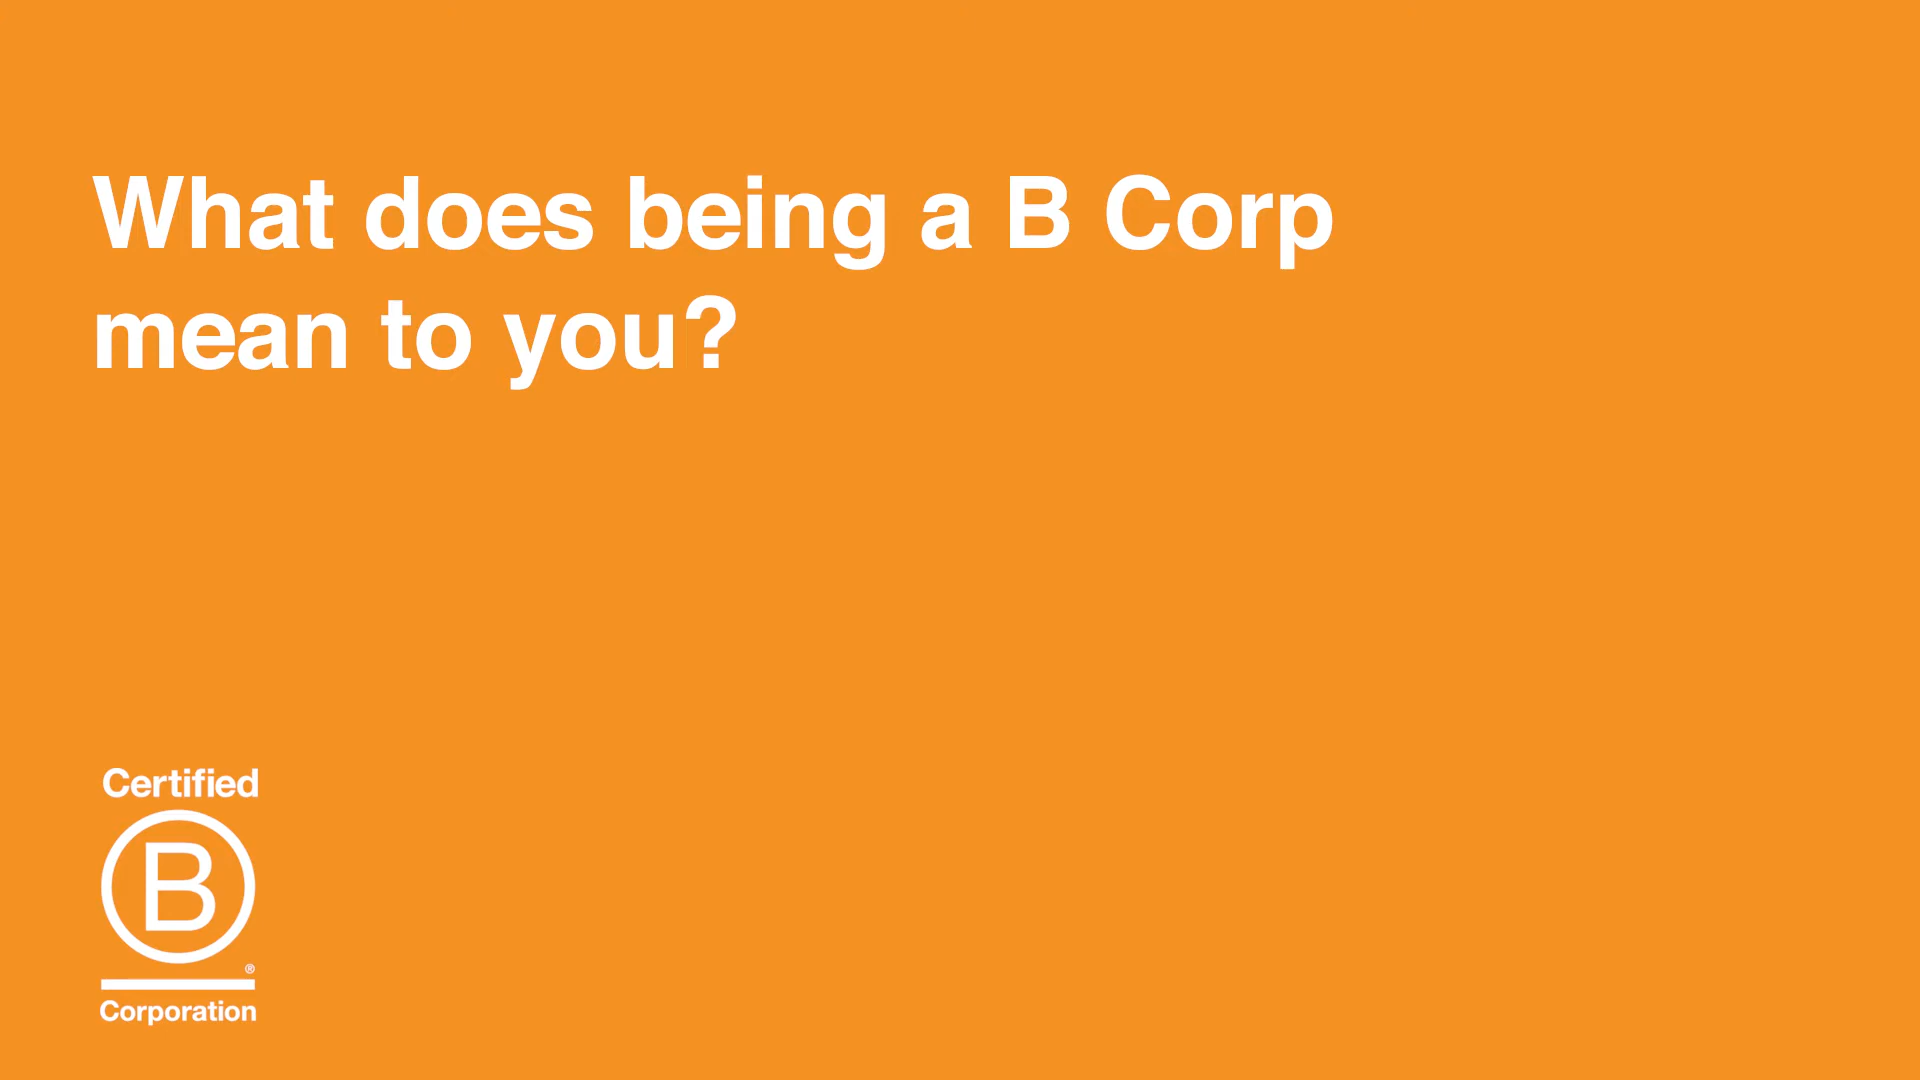 What does being a B Corp
mean to you?
Certified
B
®
Corporation